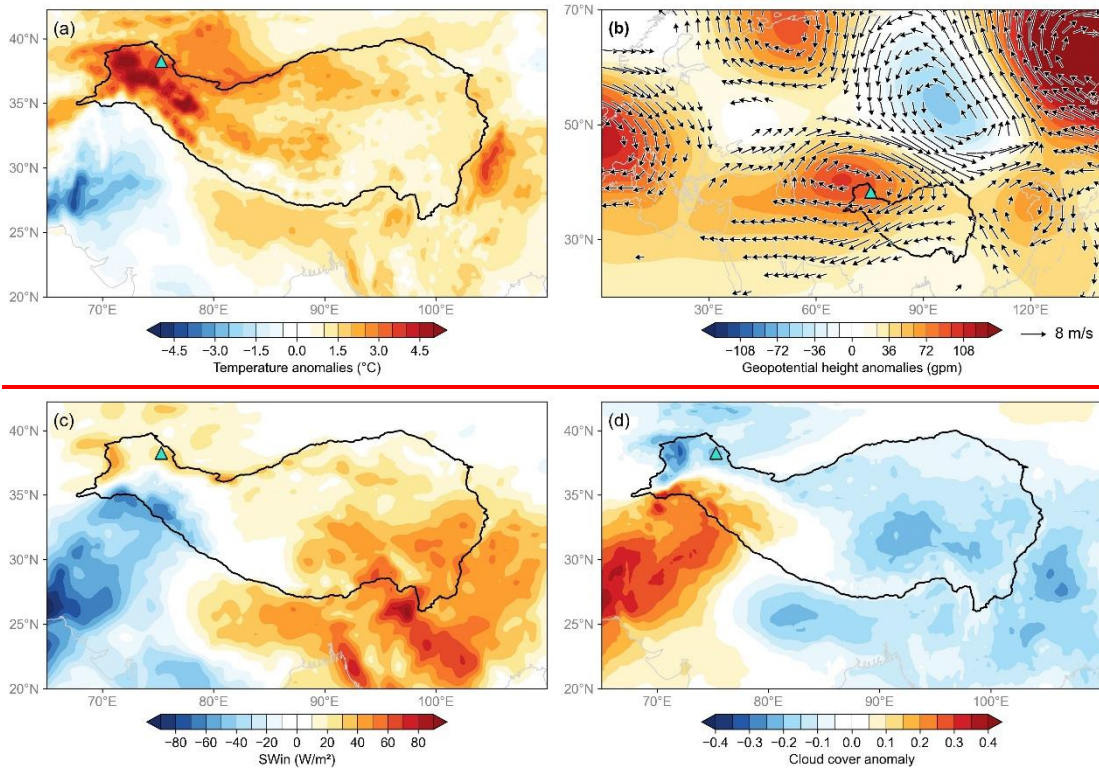 (a)
40°N
35°N
30°N
25°N
20°N
70°E 80°E 90°E 100°E
−4.5 −3.0 −1.5 0.0 1.5 3.0 4.5
Temperature anomalies (°C)
(b)
70°N
50°N
30°N
30°E 60°E 90°E 120°E
−108 −72 −36 0 36 72 108
Geopotential height anomalies (gpm)
8 m/s
(c)
40°N
35°N
30°N
25°N
20°N
70°E 80°E 90°E 100°E
−80 −60 −40 −20 0 20 40 60 80
SWin (W/m²)
(d)
40°N
35°N
30°N
25°N
20°N
70°E 80°E 90°E 100°E
−0.4 −0.3 −0.2 −0.1 0.0 0.1 0.2 0.3 0.4
Cloud cover anomaly